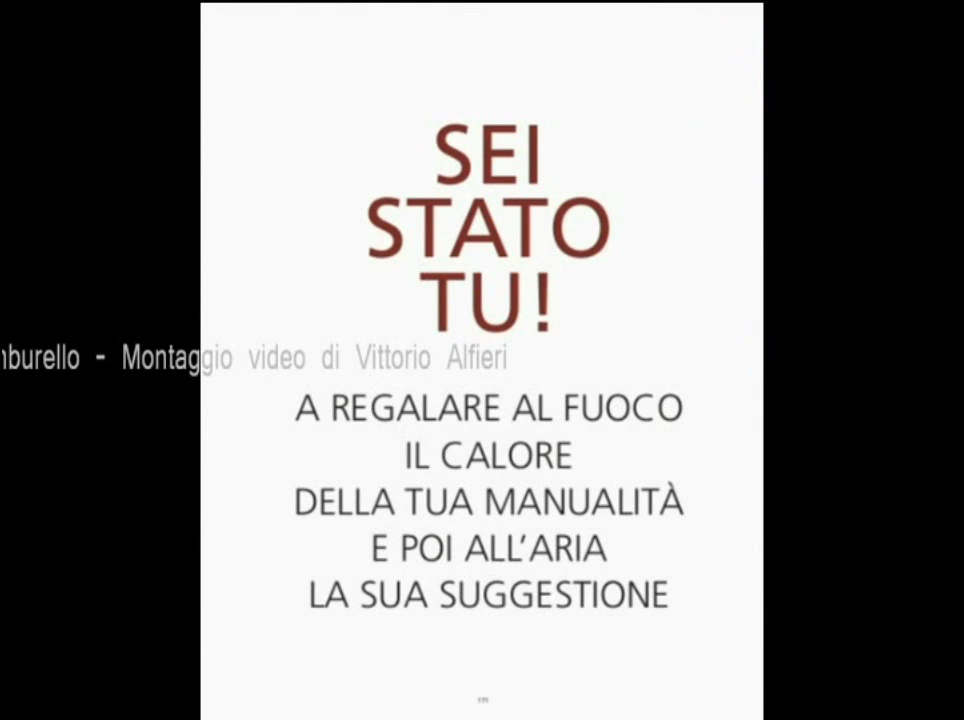 SEI
STATO
TU!
- Montaggio video di Vittorio Alfieri
A REGALARE AL FUOCO
IL CALORE
DELLA TUA MANUALITÀ
E POI ALL'ARIA
LA SUA SUGGESTIONE